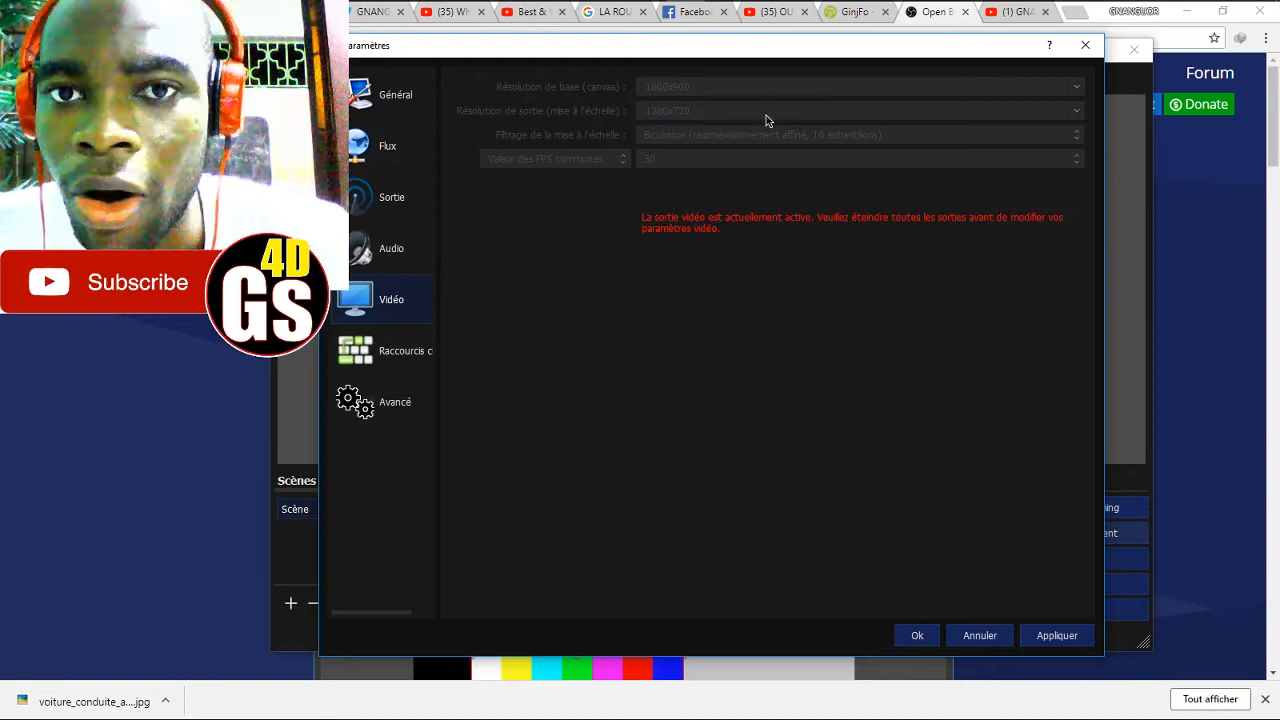 GNANG
(35) Wh
Best &
LA ROU
Facebo
(35) OU
GiniFo
Open B
(1) GNA
GNANGUOR
Paramètres
?
Forum
Donate
Général
Flux
Sortie
Audio
Vidéo
Raccourcis c
Avancé
Résolution de base (canvas) :
1600x900
Résolution de sortie (mise à l'échelle) :
1280x720
Filtrage de la mise à l'échelle :
Bicubique (redimensionnement affiné, 16 échantillons)
Valeur des FPS communes
30
La sortie vidéo est actuellement active. Veuillez éteindre toutes les sorties avant de modifier vos
paramètres vidéo.
Subscribe
4D
GS
Scènes
Scène
ing
ent
Ok
Annuler
Appliquer
voiture_conduite_a....jpg
Tout afficher